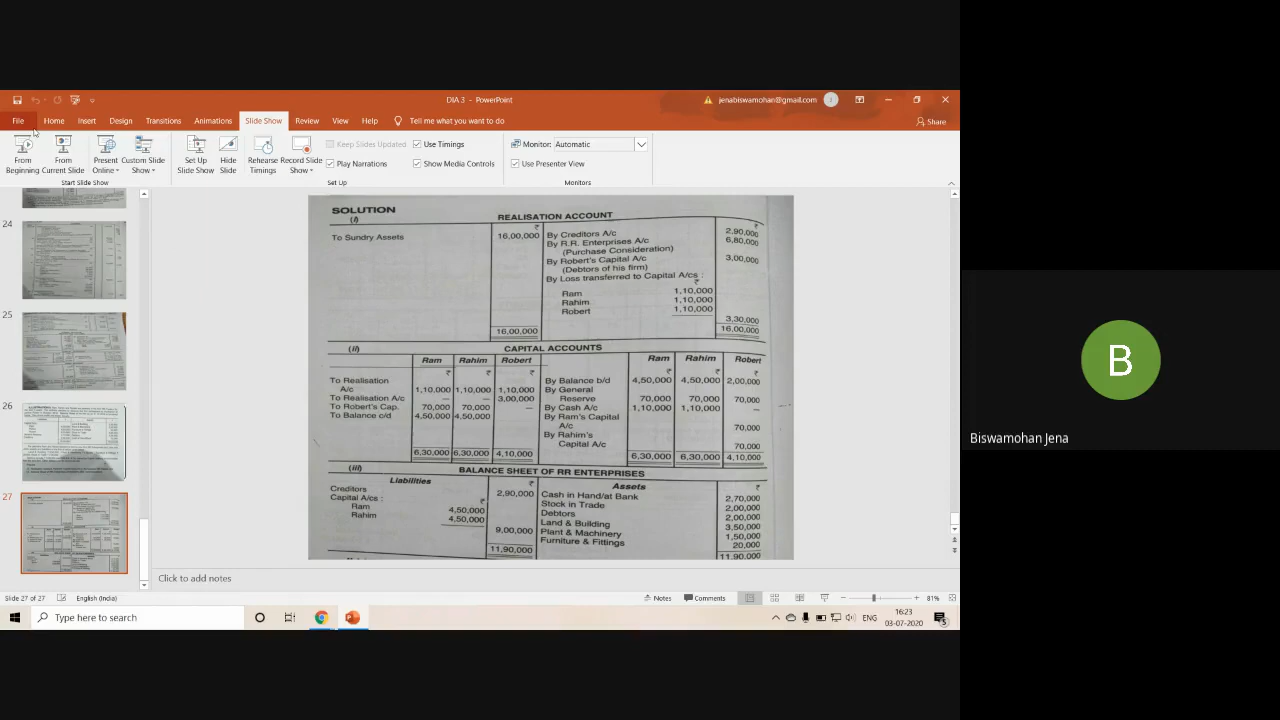 DIA 3 - PowerPoint
jenabiswamohan@gmail.com
File Home Insert Design Transitions Animations Slide Show Review View Help Tell me what you want to do
Share
From Beginning
From Current Slide
Present Online
Custom Slide Show
Set Up Slide Show
Hide Slide
Rehearse Timings
Record Slide Show
Keep Slides Updated
Use Timings
Play Narrations
Show Media Controls
Monitor: Automatic
Use Presenter View
Start Slide Show
Set Up
Monitors
24
25
26
27
SOLUTION
(i) REALISATION ACCOUNT
₹ ₹
To Sundry Assets 16,00,000 By Creditors A/c 2,90,000
By R.R. Enterprises A/c 6,80,000
(Purchase Consideration)
By Robert's Capital A/c 3,00,000
(Debtors of his firm)
By Loss transferred to Capital A/cs :
₹
Ram 1,10,000
Rahim 1,10,000
Robert 1,10,000
3,30,000
16,00,000 16,00,000
(ii) CAPITAL ACCOUNTS
Ram Rahim Robert Ram Rahim Robert
₹ ₹ ₹ ₹ ₹ ₹
To Realisation By Balance b/d 4,50,000 4,50,000 2,00,000
A/c 1,10,000 1,10,000 1,10,000 By General
To Realisation A/c — — 3,00,000 Reserve 70,000 70,000 70,000
To Robert's Cap. 70,000 70,000 — By Cash A/c 1,10,000 1,10,000 —
To Balance c/d 4,50,000 4,50,000 By Ram's Capital
A/c 70,000
By Rahim's
Capital A/c 70,000
6,30,000 6,30,000 4,10,000 6,30,000 6,30,000 4,10,000
(iii) BALANCE SHEET OF RR ENTERPRISES
Liabilities ₹ Assets ₹
Creditors 2,90,000 Cash in Hand/at Bank 2,70,000
Capital A/cs : ₹ Stock in Trade 2,00,000
Ram 4,50,000 Debtors 2,00,000
Rahim 4,50,000 Land & Building 3,50,000
9,00,000 Plant & Machinery 1,50,000
Furniture & Fittings 20,000
11,90,000 11,90,000
Click to add notes
Slide 27 of 27 English (India) Notes Comments 81%
Type here to search
ENG
16:23
03-07-2020
5
B
Biswamohan Jena